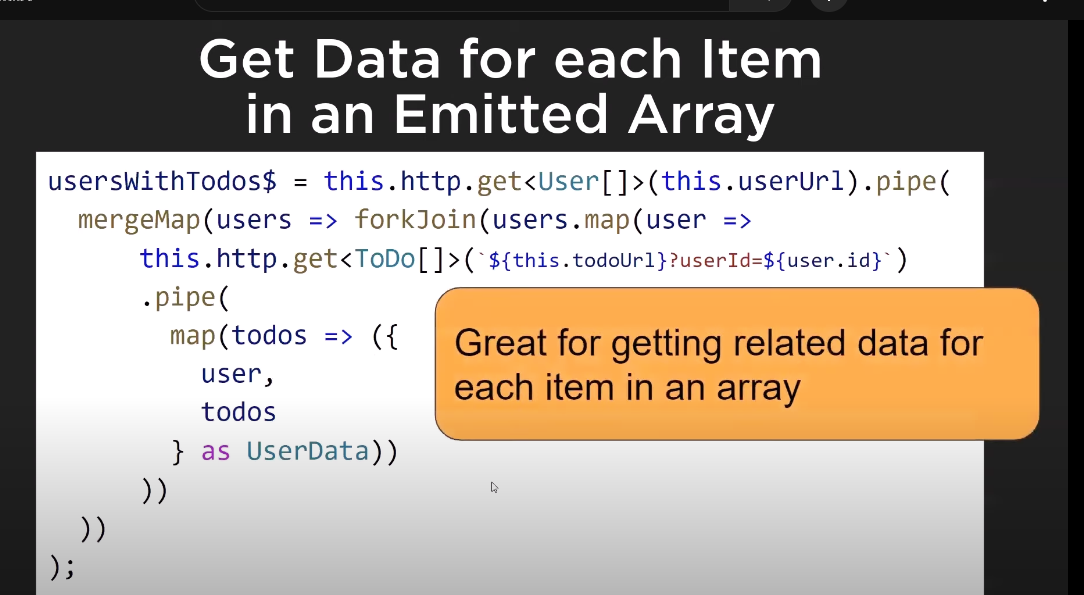 Get Data for each Item
in an Emitted Array
usersWithTodos$ = this.http.get<User[]>(this.userUrl).pipe(
mergeMap(users => forkJoin(users.map(user =>
this.http.get<ToDo[]>(`${this.todoUrl}?userId=${user.id}`)
.pipe(
map(todos => ({
user,
todos
} as UserData))
))
))
);
Great for getting related data for
each item in an array